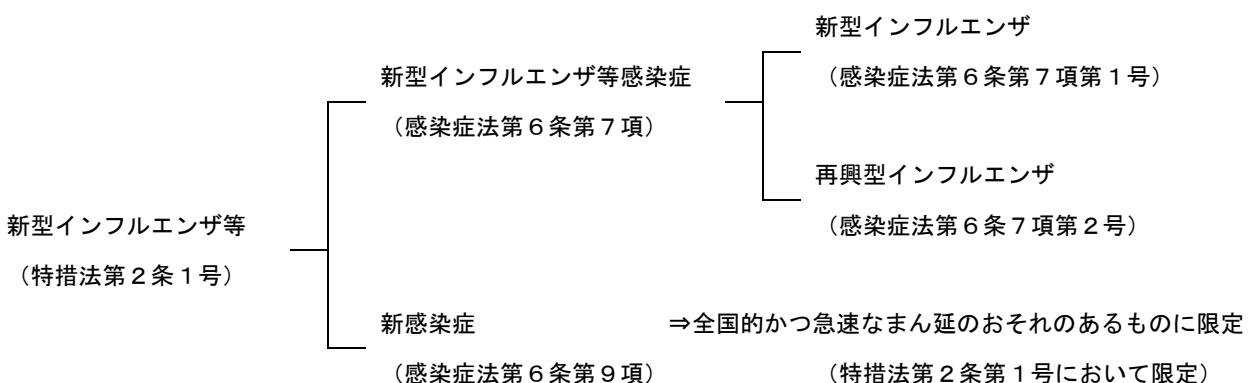 新型インフルエンザ
新型インフルエンザ等感染症
（感染症法第６条第７項第１号）
（感染症法第６条第７項）
再興型インフルエンザ
新型インフルエンザ等
（感染症法第６条７項第２号）
（特措法第２条１号）
新感染症
⇒全国的かつ急速なまん延のおそれのあるものに限定
（感染症法第６条第９項）
（特措法第２条第１号において限定）